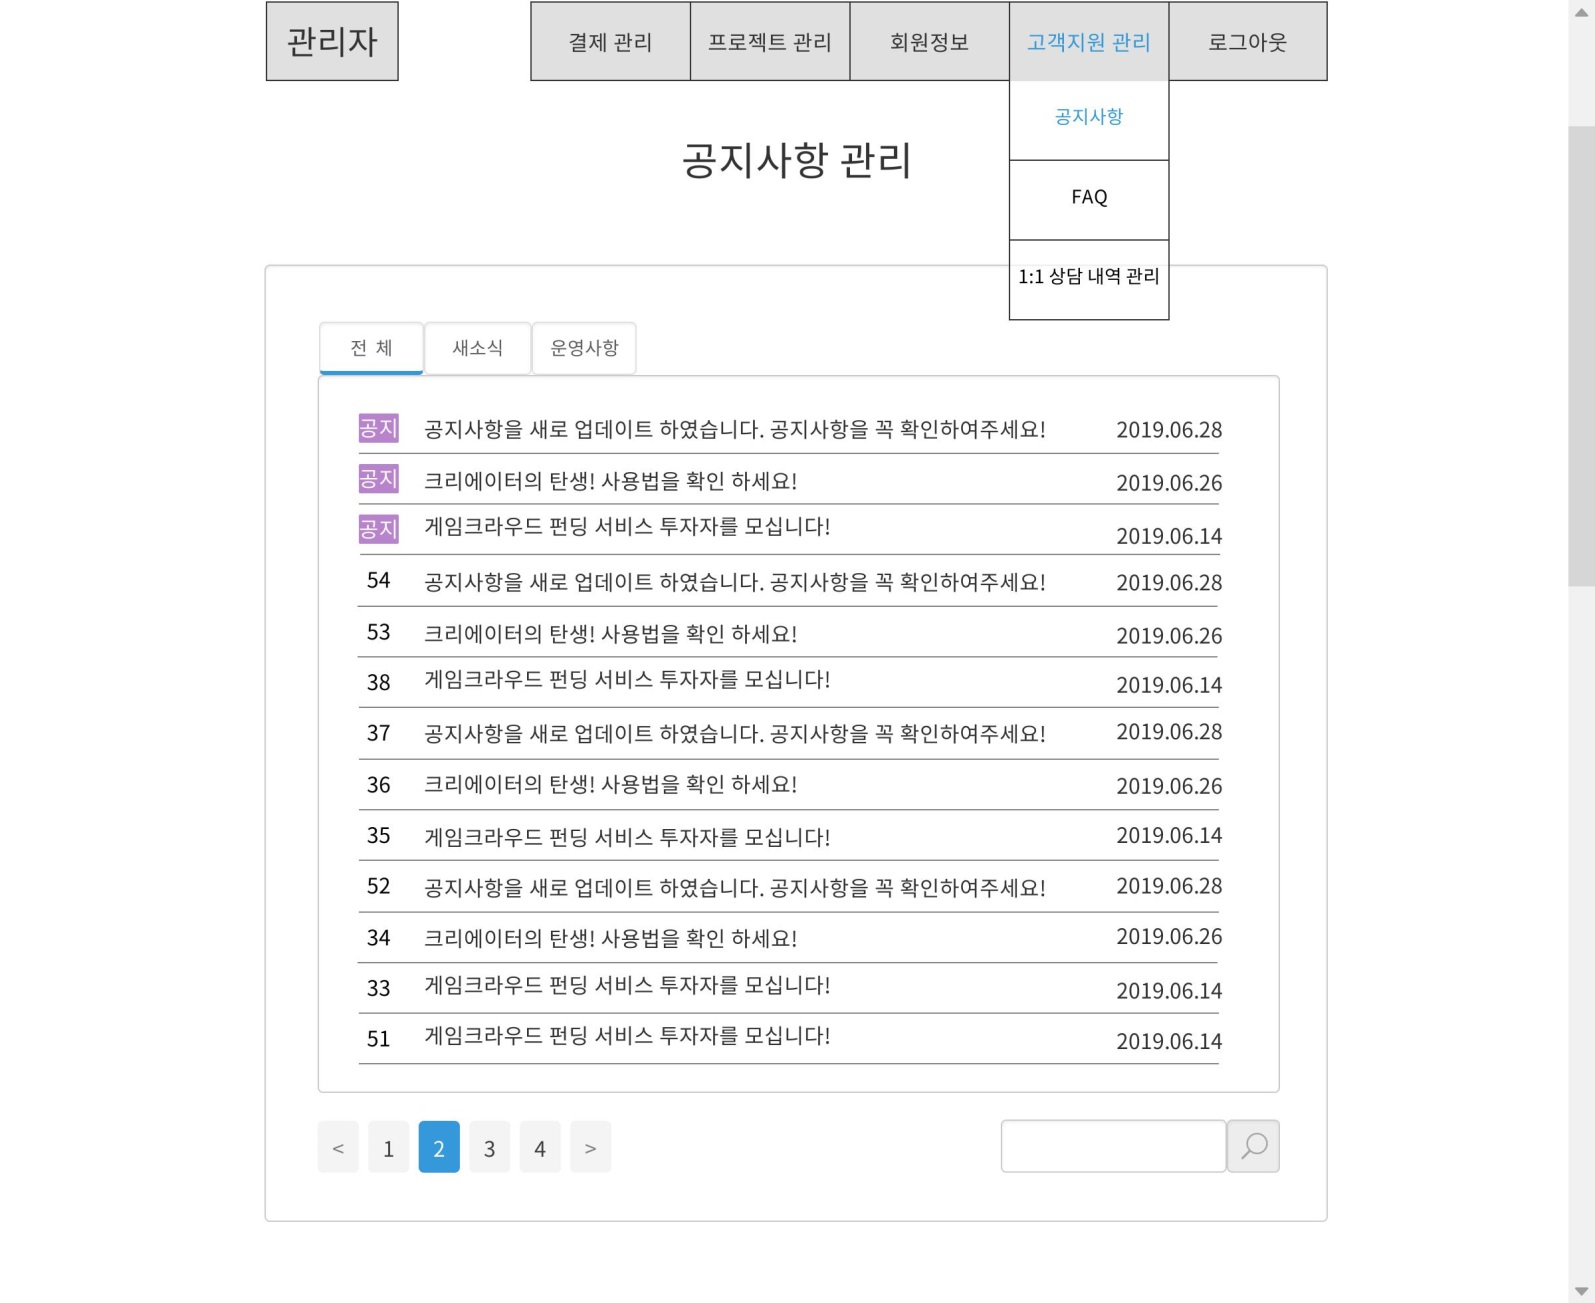 관리자
결제 관리 프로젝트 관리 회원정보 고객지원 관리 로그아웃
공지사항
FAQ
1:1 상담 내역 관리
공지사항 관리
전 체 새소식 운영사항
공지 공지사항을 새로 업데이트 하였습니다. 공지사항을 꼭 확인하여주세요! 2019.06.28
공지 크리에이터의 탄생! 사용법을 확인 하세요! 2019.06.26
공지 게임크라우드 펀딩 서비스 투자자를 모십니다! 2019.06.14
54 공지사항을 새로 업데이트 하였습니다. 공지사항을 꼭 확인하여주세요! 2019.06.28
53 크리에이터의 탄생! 사용법을 확인 하세요! 2019.06.26
38 게임크라우드 펀딩 서비스 투자자를 모십니다! 2019.06.14
37 공지사항을 새로 업데이트 하였습니다. 공지사항을 꼭 확인하여주세요! 2019.06.28
36 크리에이터의 탄생! 사용법을 확인 하세요! 2019.06.26
35 게임크라우드 펀딩 서비스 투자자를 모십니다! 2019.06.14
52 공지사항을 새로 업데이트 하였습니다. 공지사항을 꼭 확인하여주세요! 2019.06.28
34 크리에이터의 탄생! 사용법을 확인 하세요! 2019.06.26
33 게임크라우드 펀딩 서비스 투자자를 모십니다! 2019.06.14
51 게임크라우드 펀딩 서비스 투자자를 모십니다! 2019.06.14
< 1 2 3 4 >